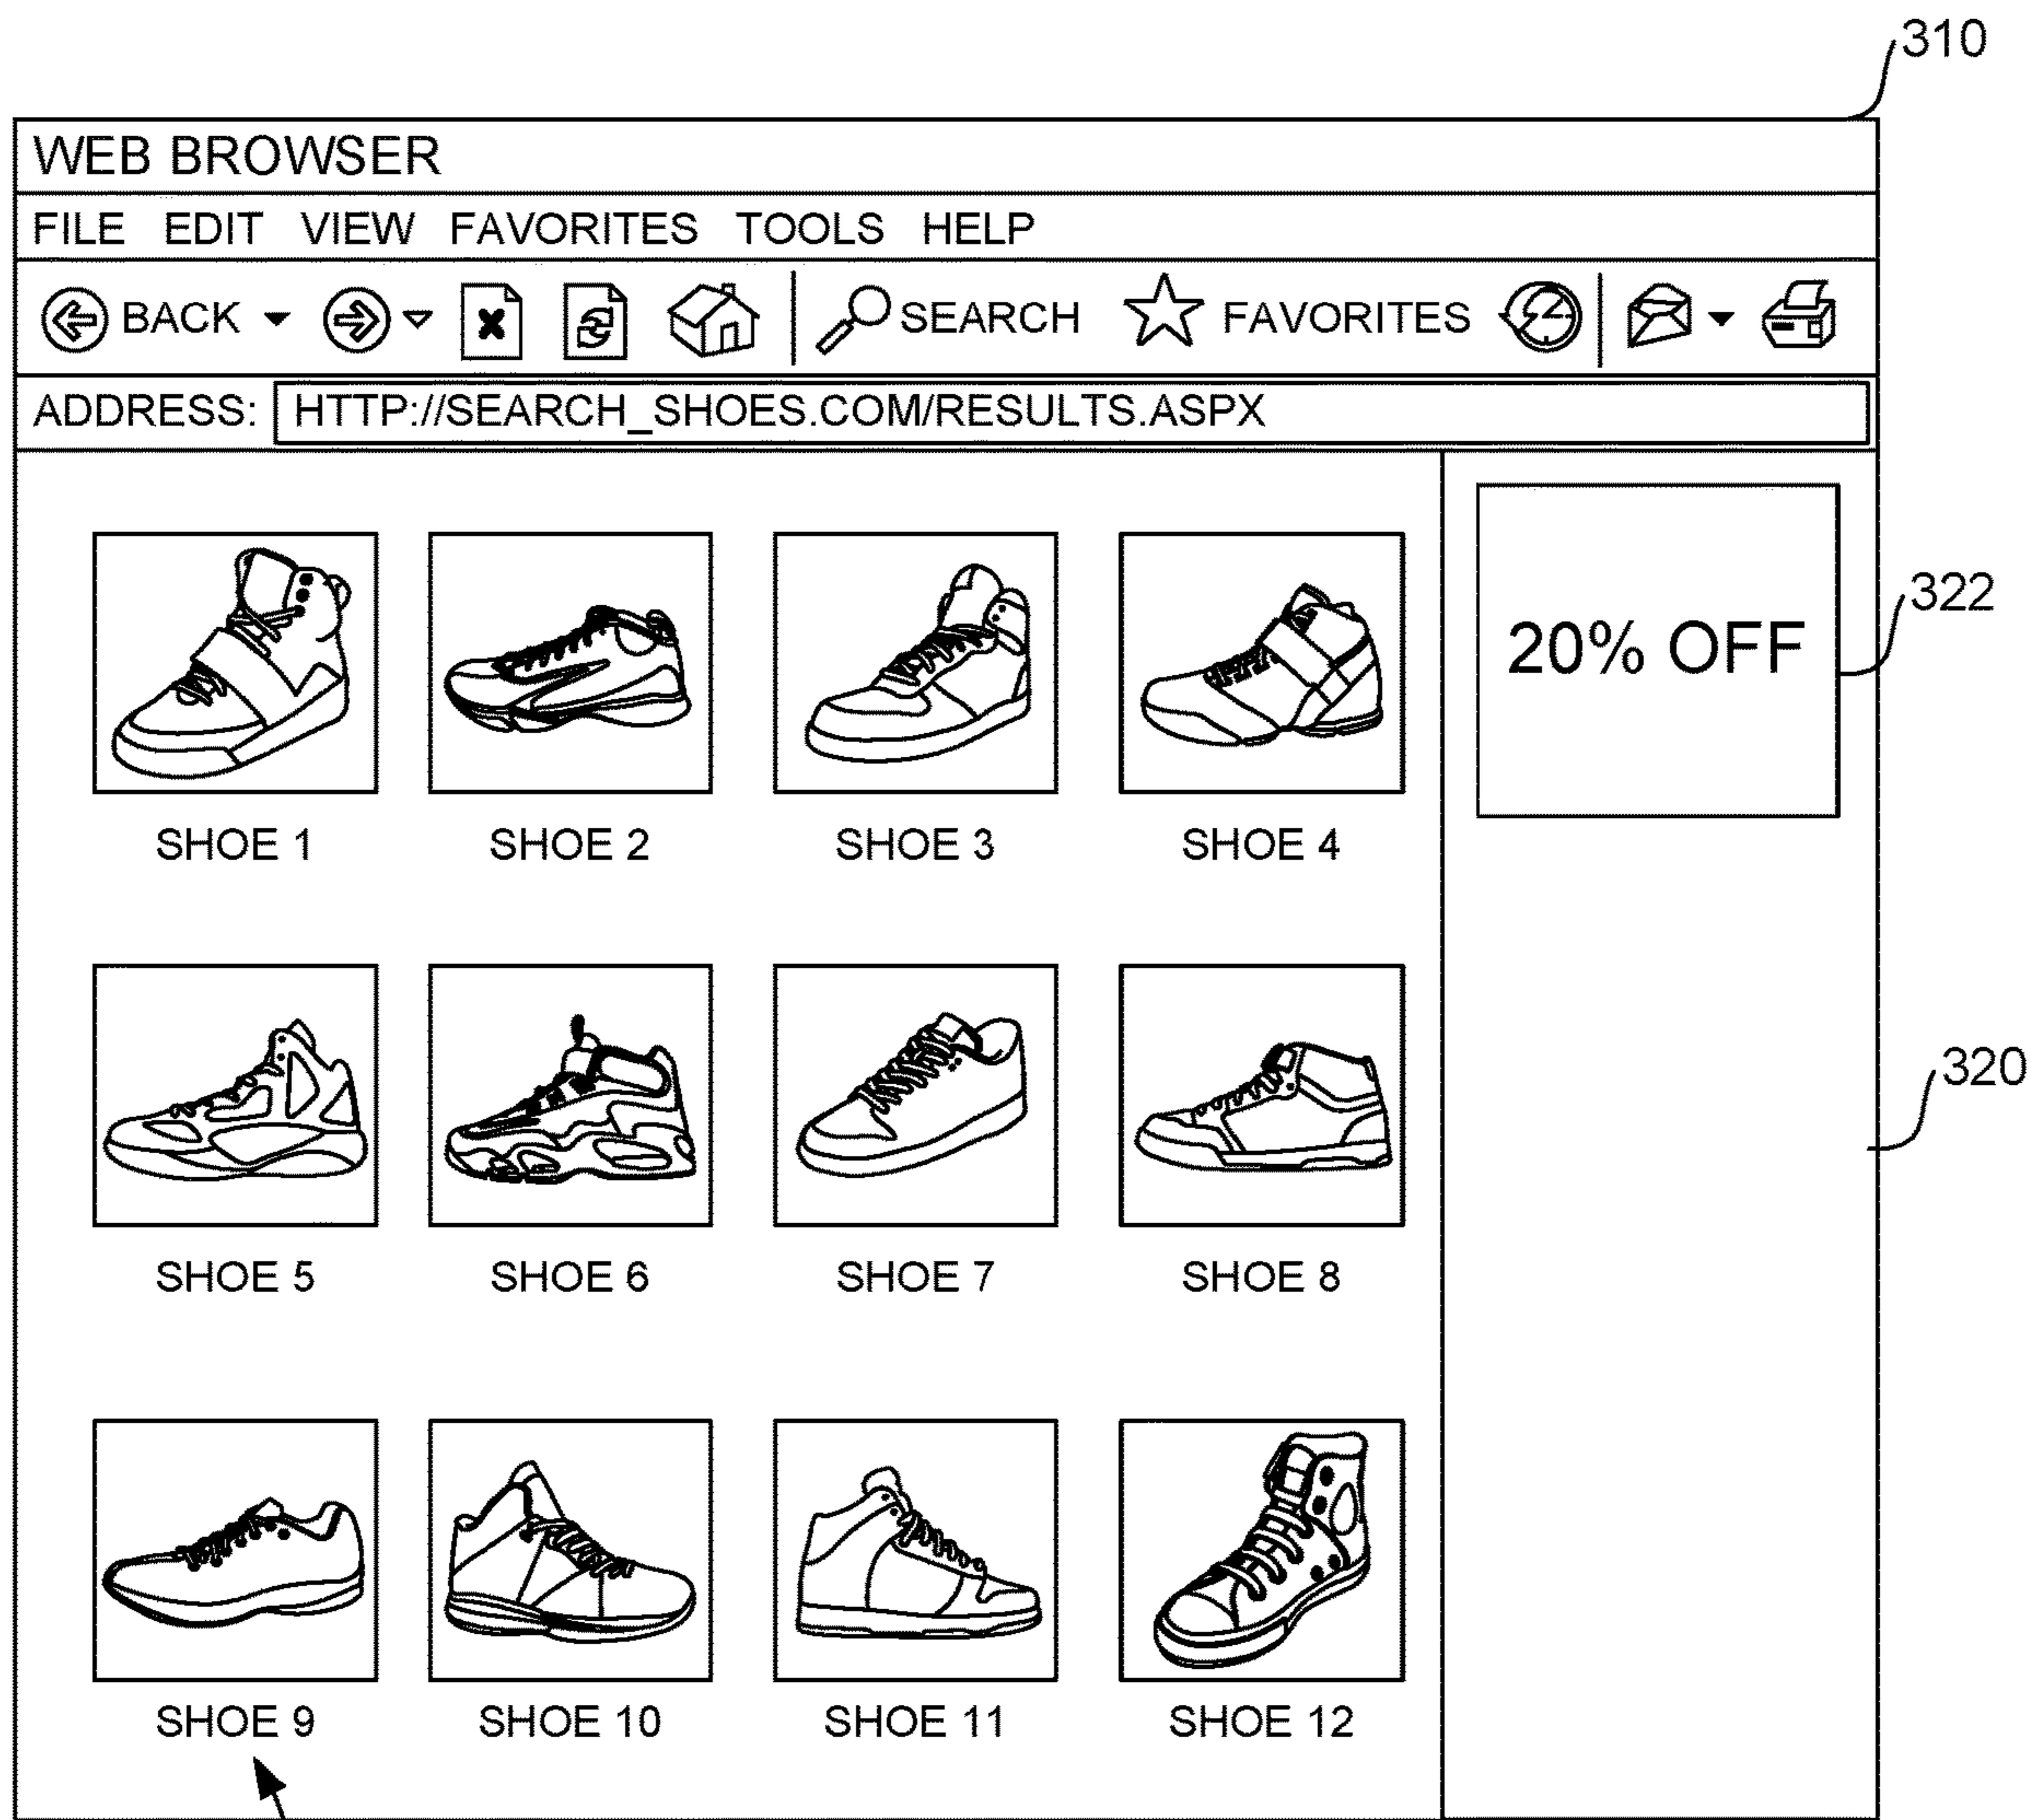 310
WEB BROWSER
FILE EDIT VIEW FAVORITES TOOLS HELP
BACK SEARCH FAVORITES
ADDRESS: HTTP://SEARCH_SHOES.COM/RESULTS.ASPX
322
20% OFF
SHOE 1 SHOE 2 SHOE 3 SHOE 4
320
SHOE 5 SHOE 6 SHOE 7 SHOE 8
SHOE 9 SHOE 10 SHOE 11 SHOE 12